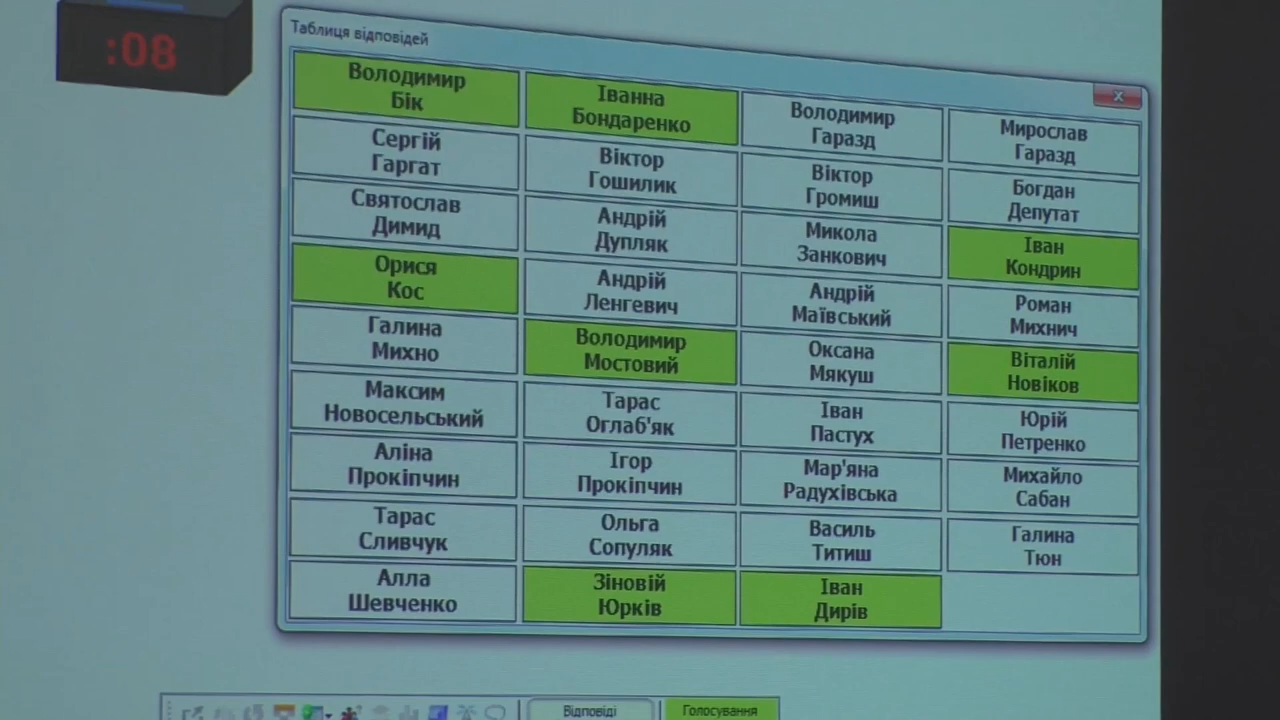 :08
Таблиця відповідей
Володимир
Бік
Іванна
Бондаренко
Володимир
Гаразд
Мирослав
Гаразд
Сергій
Гаргат
Віктор
Гошилик
Віктор
Громиш
Богдан
Депутат
Святослав
Димид
Андрій
Дупляк
Микола
Занкович
Іван
Кондрин
Орися
Кос
Андрій
Ленгевич
Андрій
Маївський
Роман
Михнич
Галина
Михно
Володимир
Мостовий
Оксана
Мякуш
Віталій
Новіков
Максим
Новосельський
Тарас
Оглаб'як
Іван
Пастух
Юрій
Петренко
Аліна
Прокіпчин
Ігор
Прокіпчин
Мар'яна
Радухівська
Михайло
Сабан
Тарас
Сливчук
Ольга
Сопуляк
Василь
Титиш
Галина
Тюн
Алла
Шевченко
Зіновій
Юрків
Іван
Дирів
Відповіді
Голосування